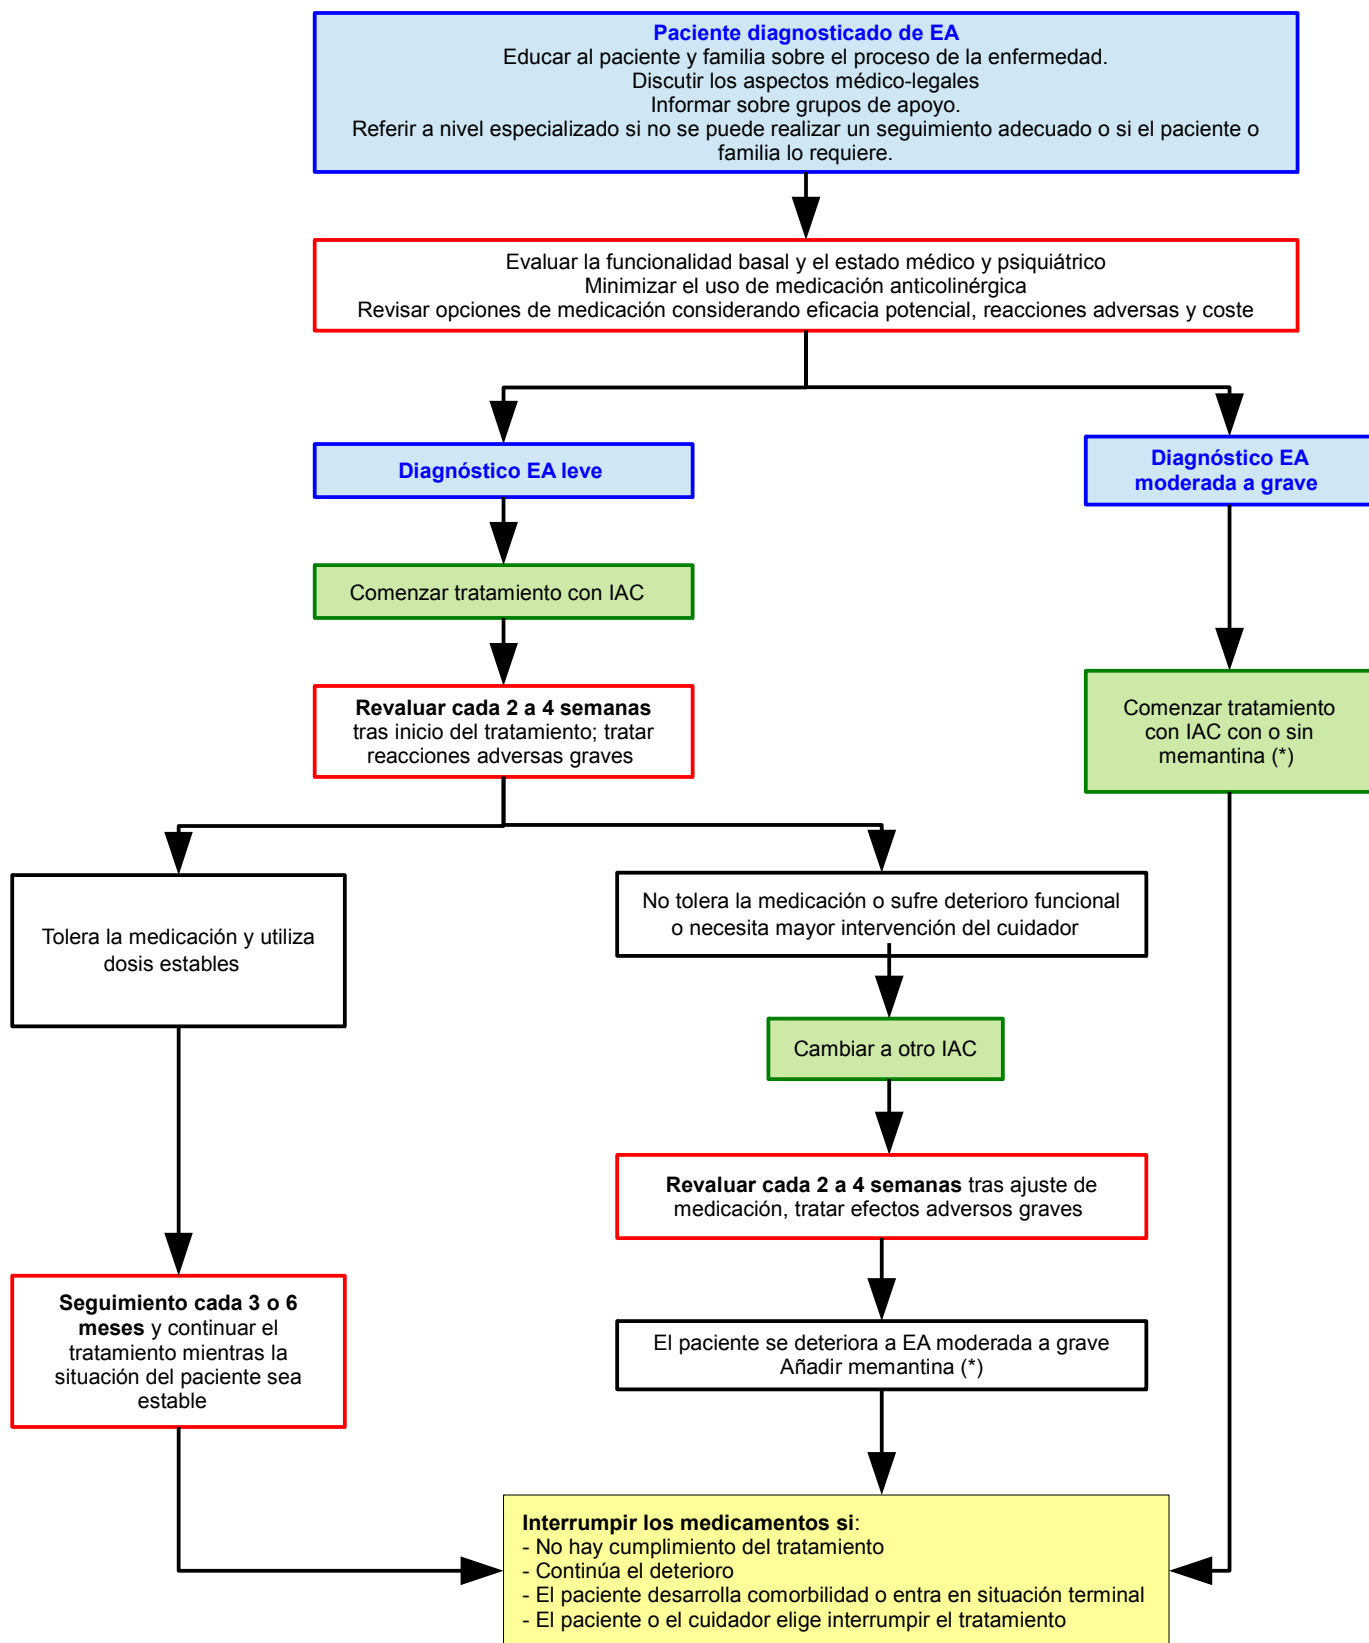 Paciente diagnosticado de EA
Educar al paciente y familia sobre el proceso de la enfermedad.
Discutir los aspectos médico-legales
Informar sobre grupos de apoyo.
Referir a nivel especializado si no se puede realizar un seguimiento adecuado o si el paciente o
familia lo requiere.
Evaluar la funcionalidad basal y el estado médico y psiquiátrico
Minimizar el uso de medicación anticolinérgica
Revisar opciones de medicación considerando eficacia potencial, reacciones adversas y coste
Diagnóstico EA leve
Diagnóstico EA
moderada a grave
Comenzar tratamiento con IAC
Revaluar cada 2 a 4 semanas
tras inicio del tratamiento; tratar
reacciones adversas graves
Comenzar tratamiento
con IAC con o sin
memantina (*)
Tolera la medicación y utiliza
dosis estables
No tolera la medicación o sufre deterioro funcional
o necesita mayor intervención del cuidador
Cambiar a otro IAC
Revaluar cada 2 a 4 semanas tras ajuste de
medicación, tratar efectos adversos graves
Seguimiento cada 3 o 6
meses y continuar el
tratamiento mientras la
situación del paciente sea
estable
El paciente se deteriora a EA moderada a grave
Añadir memantina (*)
Interrumpir los medicamentos si:
- No hay cumplimiento del tratamiento
- Continúa el deterioro
- El paciente desarrolla comorbilidad o entra en situación terminal
- El paciente o el cuidador elige interrumpir el tratamiento